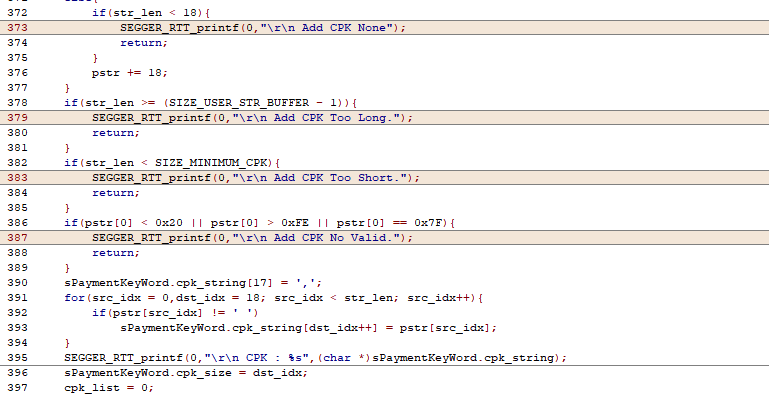 372 if(str_len < 18){
373 SEGGER_RTT_printf(0,"\r\n Add CPK None");
374 return;
375 }
376 pstr += 18;
377 }
378 if(str_len >= (SIZE_USER_STR_BUFFER - 1)){
379 SEGGER_RTT_printf(0,"\r\n Add CPK Too Long.");
380 return;
381 }
382 if(str_len < SIZE_MINIMUM_CPK){
383 SEGGER_RTT_printf(0,"\r\n Add CPK Too Short.");
384 return;
385 }
386 if(pstr[0] < 0x20 || pstr[0] > 0xFE || pstr[0] == 0x7F){
387 SEGGER_RTT_printf(0,"\r\n Add CPK No Valid.");
388 return;
389 }
390 sPaymentKeyWord.cpk_string[17] = ',';
391 for(src_idx = 0,dst_idx = 18; src_idx < str_len; src_idx++){
392 if(pstr[src_idx] != ' ')
393 sPaymentKeyWord.cpk_string[dst_idx++] = pstr[src_idx];
394 }
395 SEGGER_RTT_printf(0,"\r\n CPK : %s",(char *)sPaymentKeyWord.cpk_string);
396 sPaymentKeyWord.cpk_size = dst_idx;
397 cpk_list = 0;